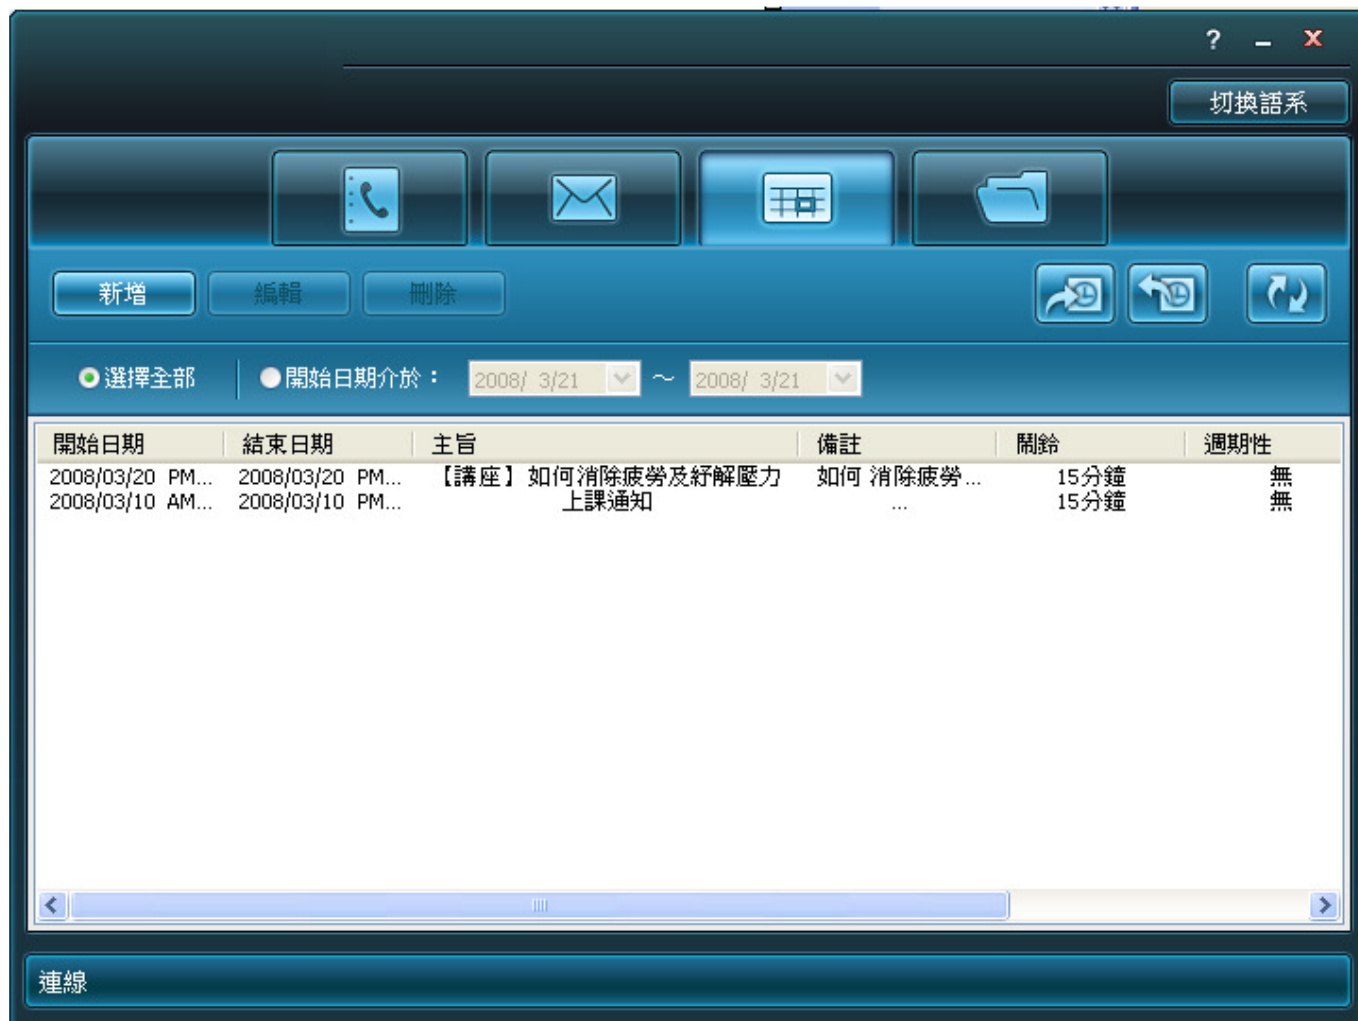 ?
切換語系
新增 編輯 刪除
選擇全部 開始日期介於： 2008/ 3/21 ～ 2008/ 3/21
開始日期 結束日期 主旨 備註 鬧鈴 週期性
2008/03/20 PM... 2008/03/20 PM... 【講座】如何消除疲勞及紓解壓力 如何 消除疲勞... 15分鐘 無
2008/03/10 AM... 2008/03/10 PM... 上課通知 ... 15分鐘 無
連線